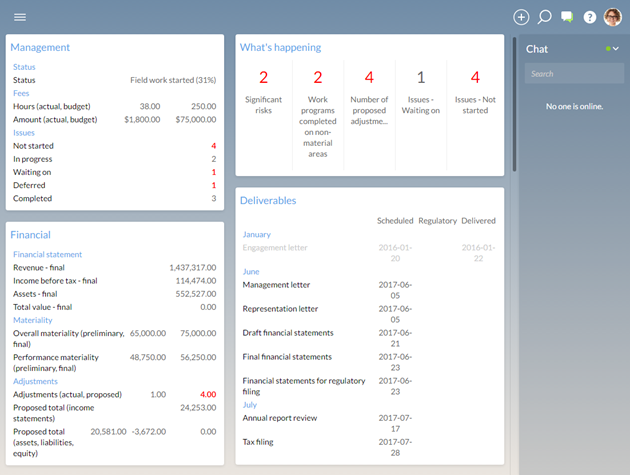 Management
Status
Status Field work started (31%)
Fees
Hours (actual, budget) 38.00 250.00
Amount (actual, budget) $1,800.00 $75,000.00
Issues
Not started 4
In progress 2
Waiting on 1
Deferred 1
Completed 3
Financial
Financial statement
Revenue - final 1,437,317.00
Income before tax - final 114,474.00
Assets - final 552,527.00
Total value - final 0.00
Materiality
Overall materiality (preliminary, 65,000.00 75,000.00
final)
Performance materiality 48,750.00 56,250.00
(preliminary, final)
Adjustments
Adjustments (actual, proposed) 1.00 4.00
Proposed total (income 24,253.00
statements)
Proposed total 20,581.00 -3,672.00 0.00
(assets, liabilities,
equity)
What's happening
2 2 4 1 4
Significant Work Number of Issues - Issues - Not
risks programs proposed Waiting on started
completed adjustme...
on non-
material
areas
Deliverables
Scheduled Regulatory Delivered
January
Engagement letter 2016-01- 2016-01-
20 22
June
Management letter 2017-06-
05
Representation letter 2017-06-
05
Draft financial statements 2017-06-
21
Final financial statements 2017-06-
23
Financial statements for regulatory 2017-06-
filing 23
July
Annual report review 2017-07-
17
Tax filing 2017-07-
28
Chat
Search
No one is online.